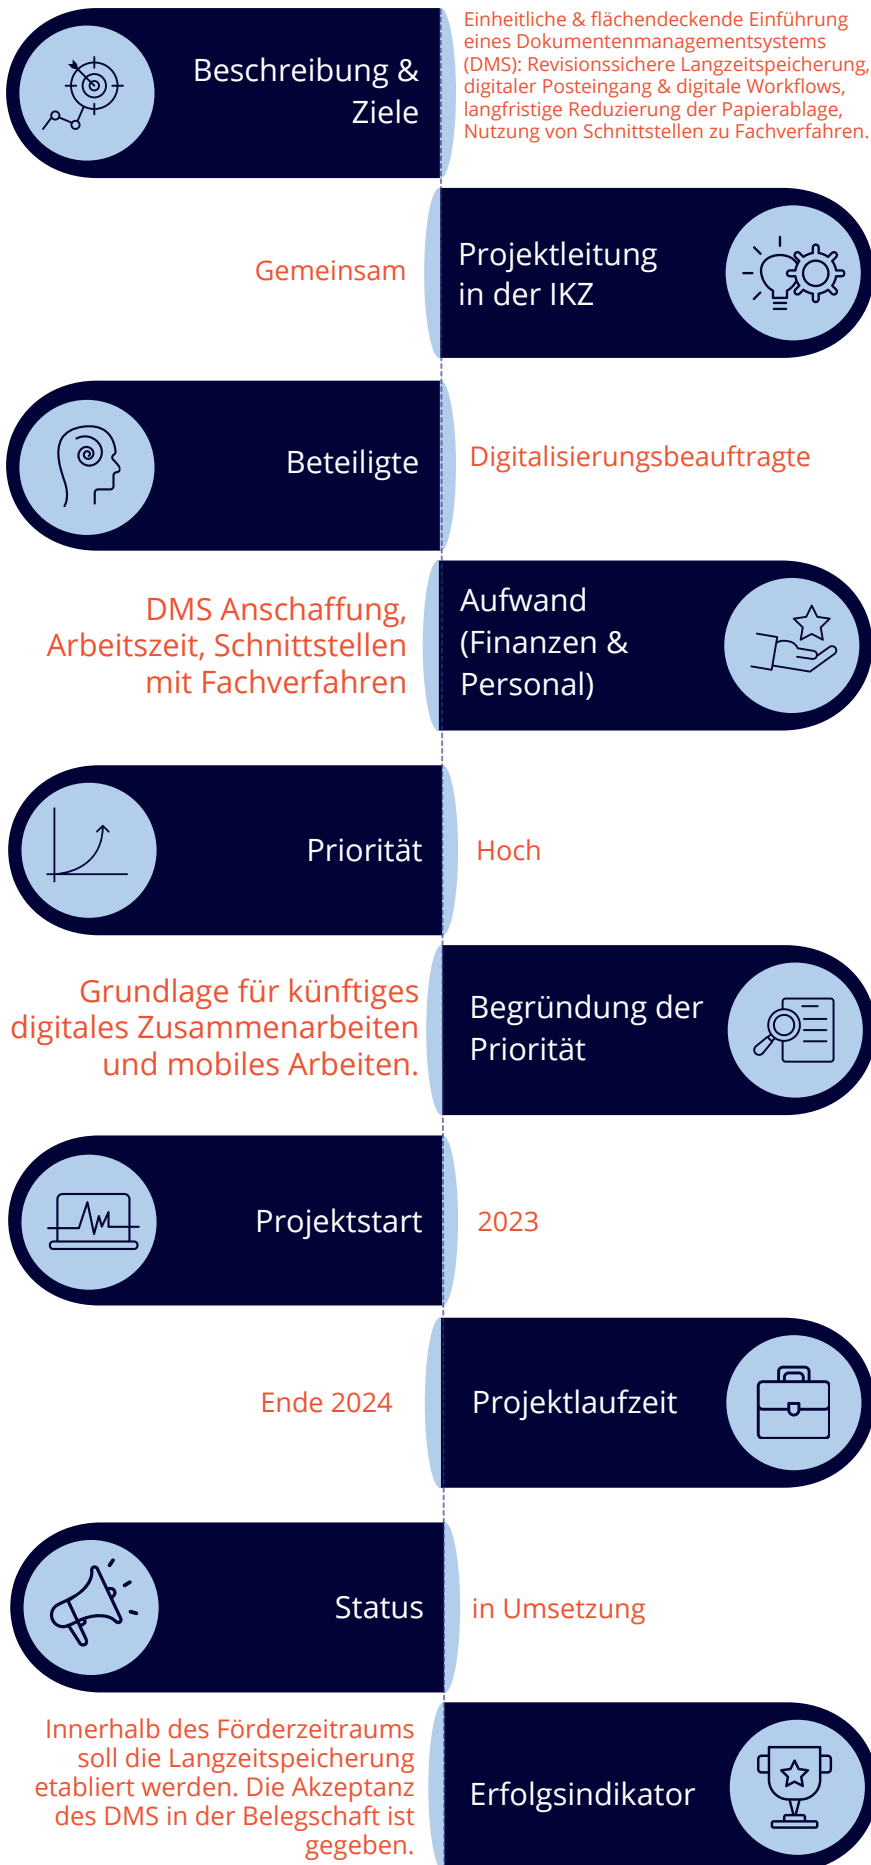 Beschreibung &
Ziele
Einheitliche & flächendeckende Einführung
eines Dokumentenmanagementsystems
(DMS): Revisionssichere Langzeitspeicherung,
digitaler Posteingang & digitale Workflows,
langfristige Reduzierung der Papierablage,
Nutzung von Schnittstellen zu Fachverfahren.
Projektleitung
in der IKZ
Gemeinsam
Beteiligte
Digitalisierungsbeauftragte
Aufwand
(Finanzen &
Personal)
DMS Anschaffung,
Arbeitszeit, Schnittstellen
mit Fachverfahren
Priorität
Hoch
Begründung der
Priorität
Grundlage für künftiges
digitales Zusammenarbeiten
und mobiles Arbeiten.
Projektstart
2023
Projektlaufzeit
Ende 2024
Status
in Umsetzung
Erfolgsindikator
Innerhalb des Förderzeitraums
soll die Langzeitspeicherung
etabliert werden. Die Akzeptanz
des DMS in der Belegschaft ist
gegeben.